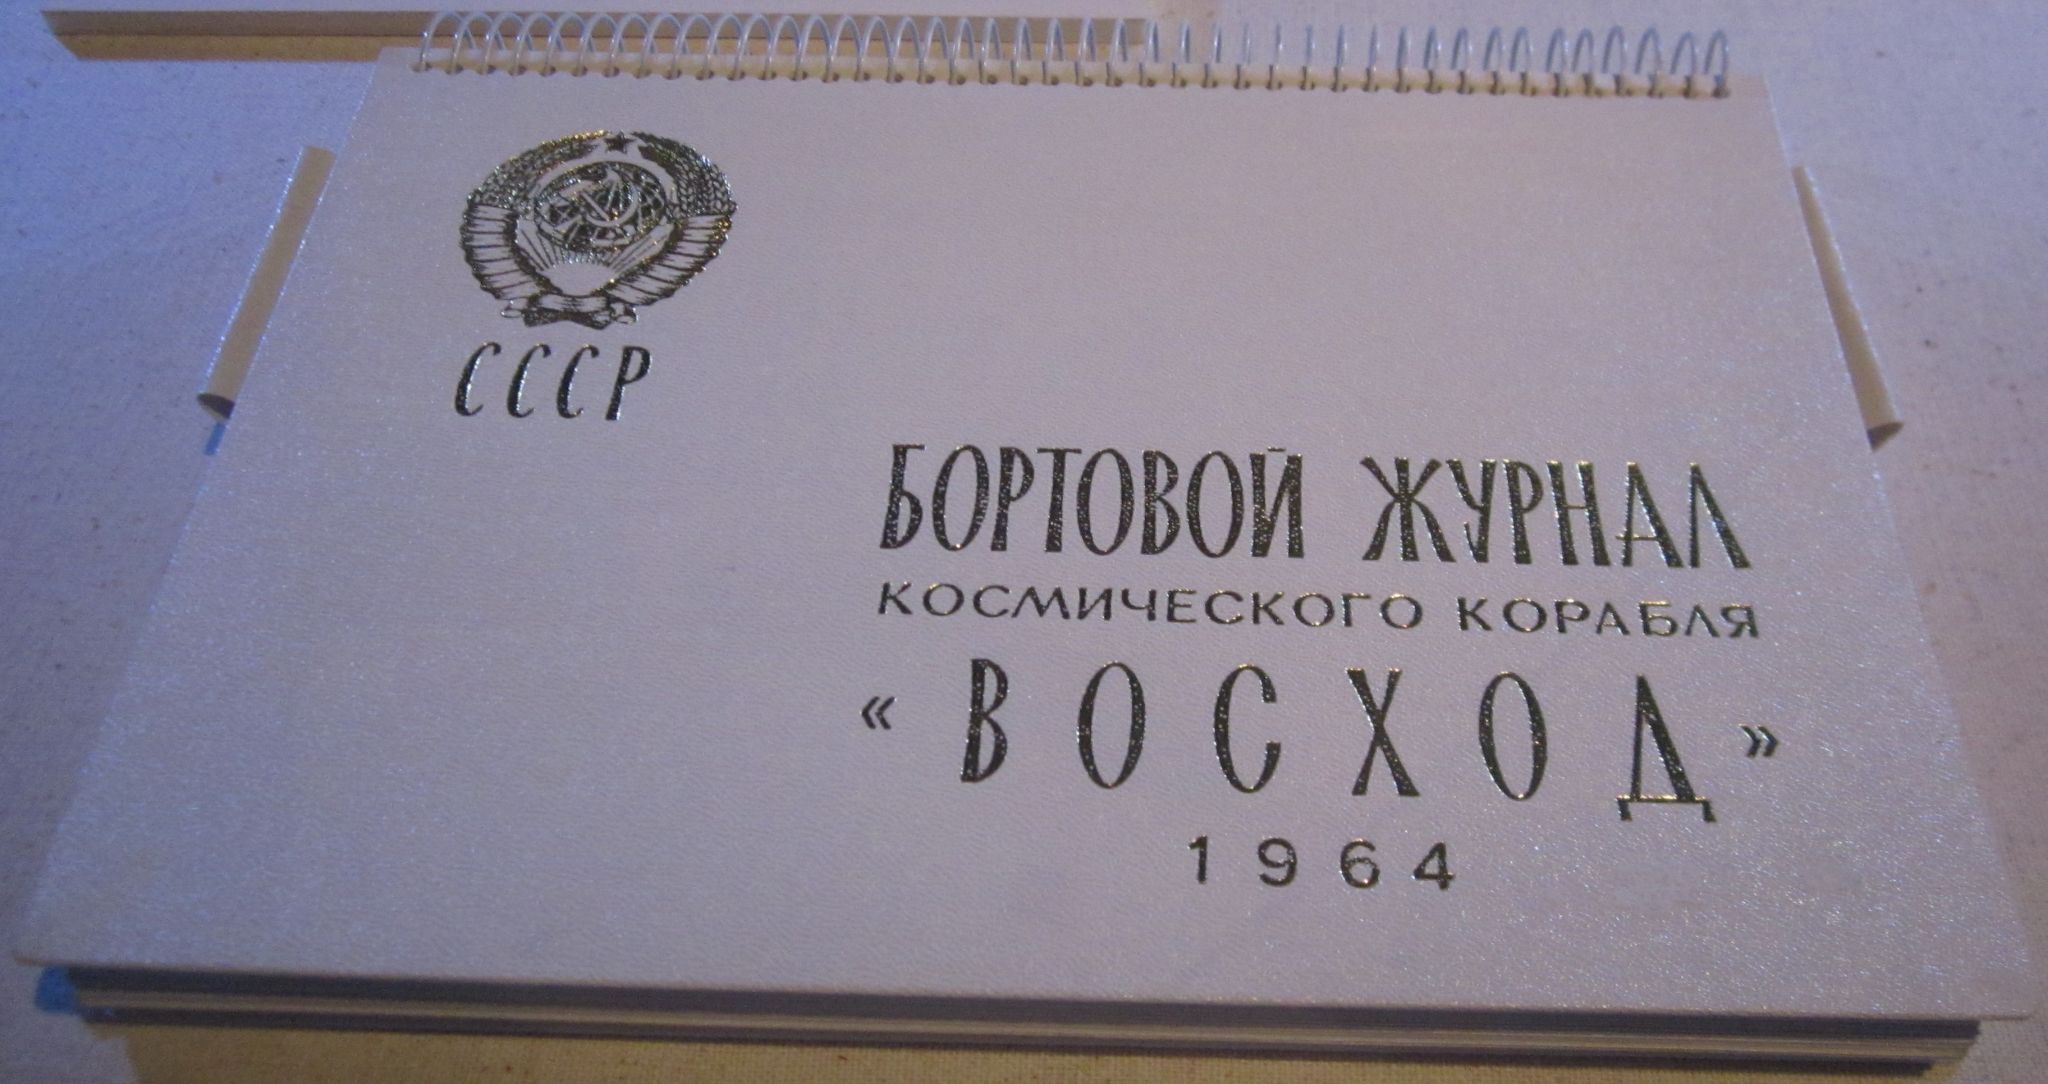 СССР
БОРТОВОЙ ЖУРНАЛ
КОСМИЧЕСКОГО КОРАБЛЯ
«ВОСХОД»
1964